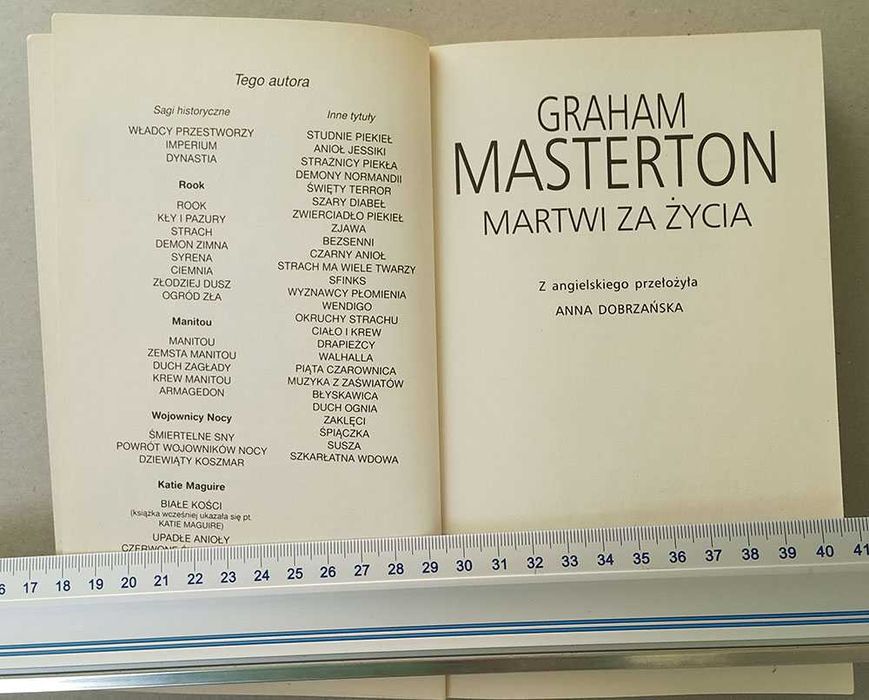 Tego autora
Sagi historyczne
WŁADCY PRZESTWORZY
IMPERIUM
DYNASTIA
Rook
ROOK
KŁY I PAZURY
STRACH
DEMON ZIMNA
SYRENA
CIEMNIA
ZŁODZIEJ DUSZ
OGRÓD ZŁA
Manitou
MANITOU
ZEMSTA MANITOU
DUCH ZAGŁADY
KREW MANITOU
ARMAGEDON
Wojownicy Nocy
ŚMIERTELNE SNY
POWRÓT WOJOWNIKÓW NOCY
DZIEWIĄTY KOSZMAR
Katie Maguire
BIAŁE KOŚCI
(książka wcześniej ukazała się pt.
KATIE MAGUIRE)
UPADŁE ANIOŁY
CZERWONE
Inne tytuły
STUDNIE PIEKIEŁ
ANIOŁ JESSIKI
STRAŻNICY PIEKŁA
DEMONY NORMANDII
ŚWIĘTY TERROR
SZARY DIABEŁ
ZWIERCIADŁO PIEKIEŁ
ZJAWA
BEZSENNI
CZARNY ANIOŁ
STRACH MA WIELE TWARZY
SFINKS
WYZNAWCY PŁOMIENIA
WENDIGO
OKRUCHY STRACHU
CIAŁO I KREW
DRAPIEŻCY
WALHALLA
PIĄTA CZAROWNICA
MUZYKA Z ZAŚWIATÓW
BŁYSKAWICA
DUCH OGNIA
ZAKLĘCI
ŚPIĄCZKA
SUSZA
SZKARŁATNA WDOWA
GRAHAM
MASTERTON
MARTWI ZA ŻYCIA
Z angielskiego przełożyła
ANNA DOBRZAŃSKA
6 17 18 19 20 21 22 23 24 25 26 27 28 29 30 31 32 33 34 35 36 37 38 39 40 41